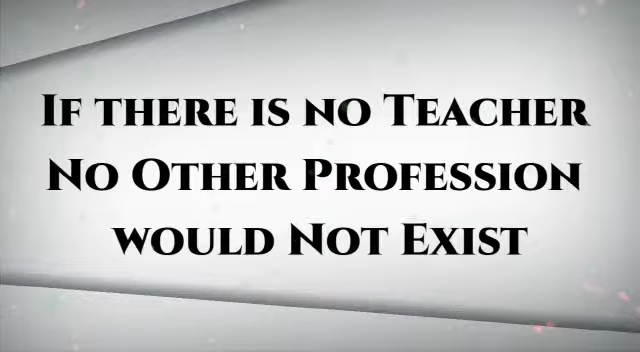 If there is no Teacher
No Other Profession
would Not Exist